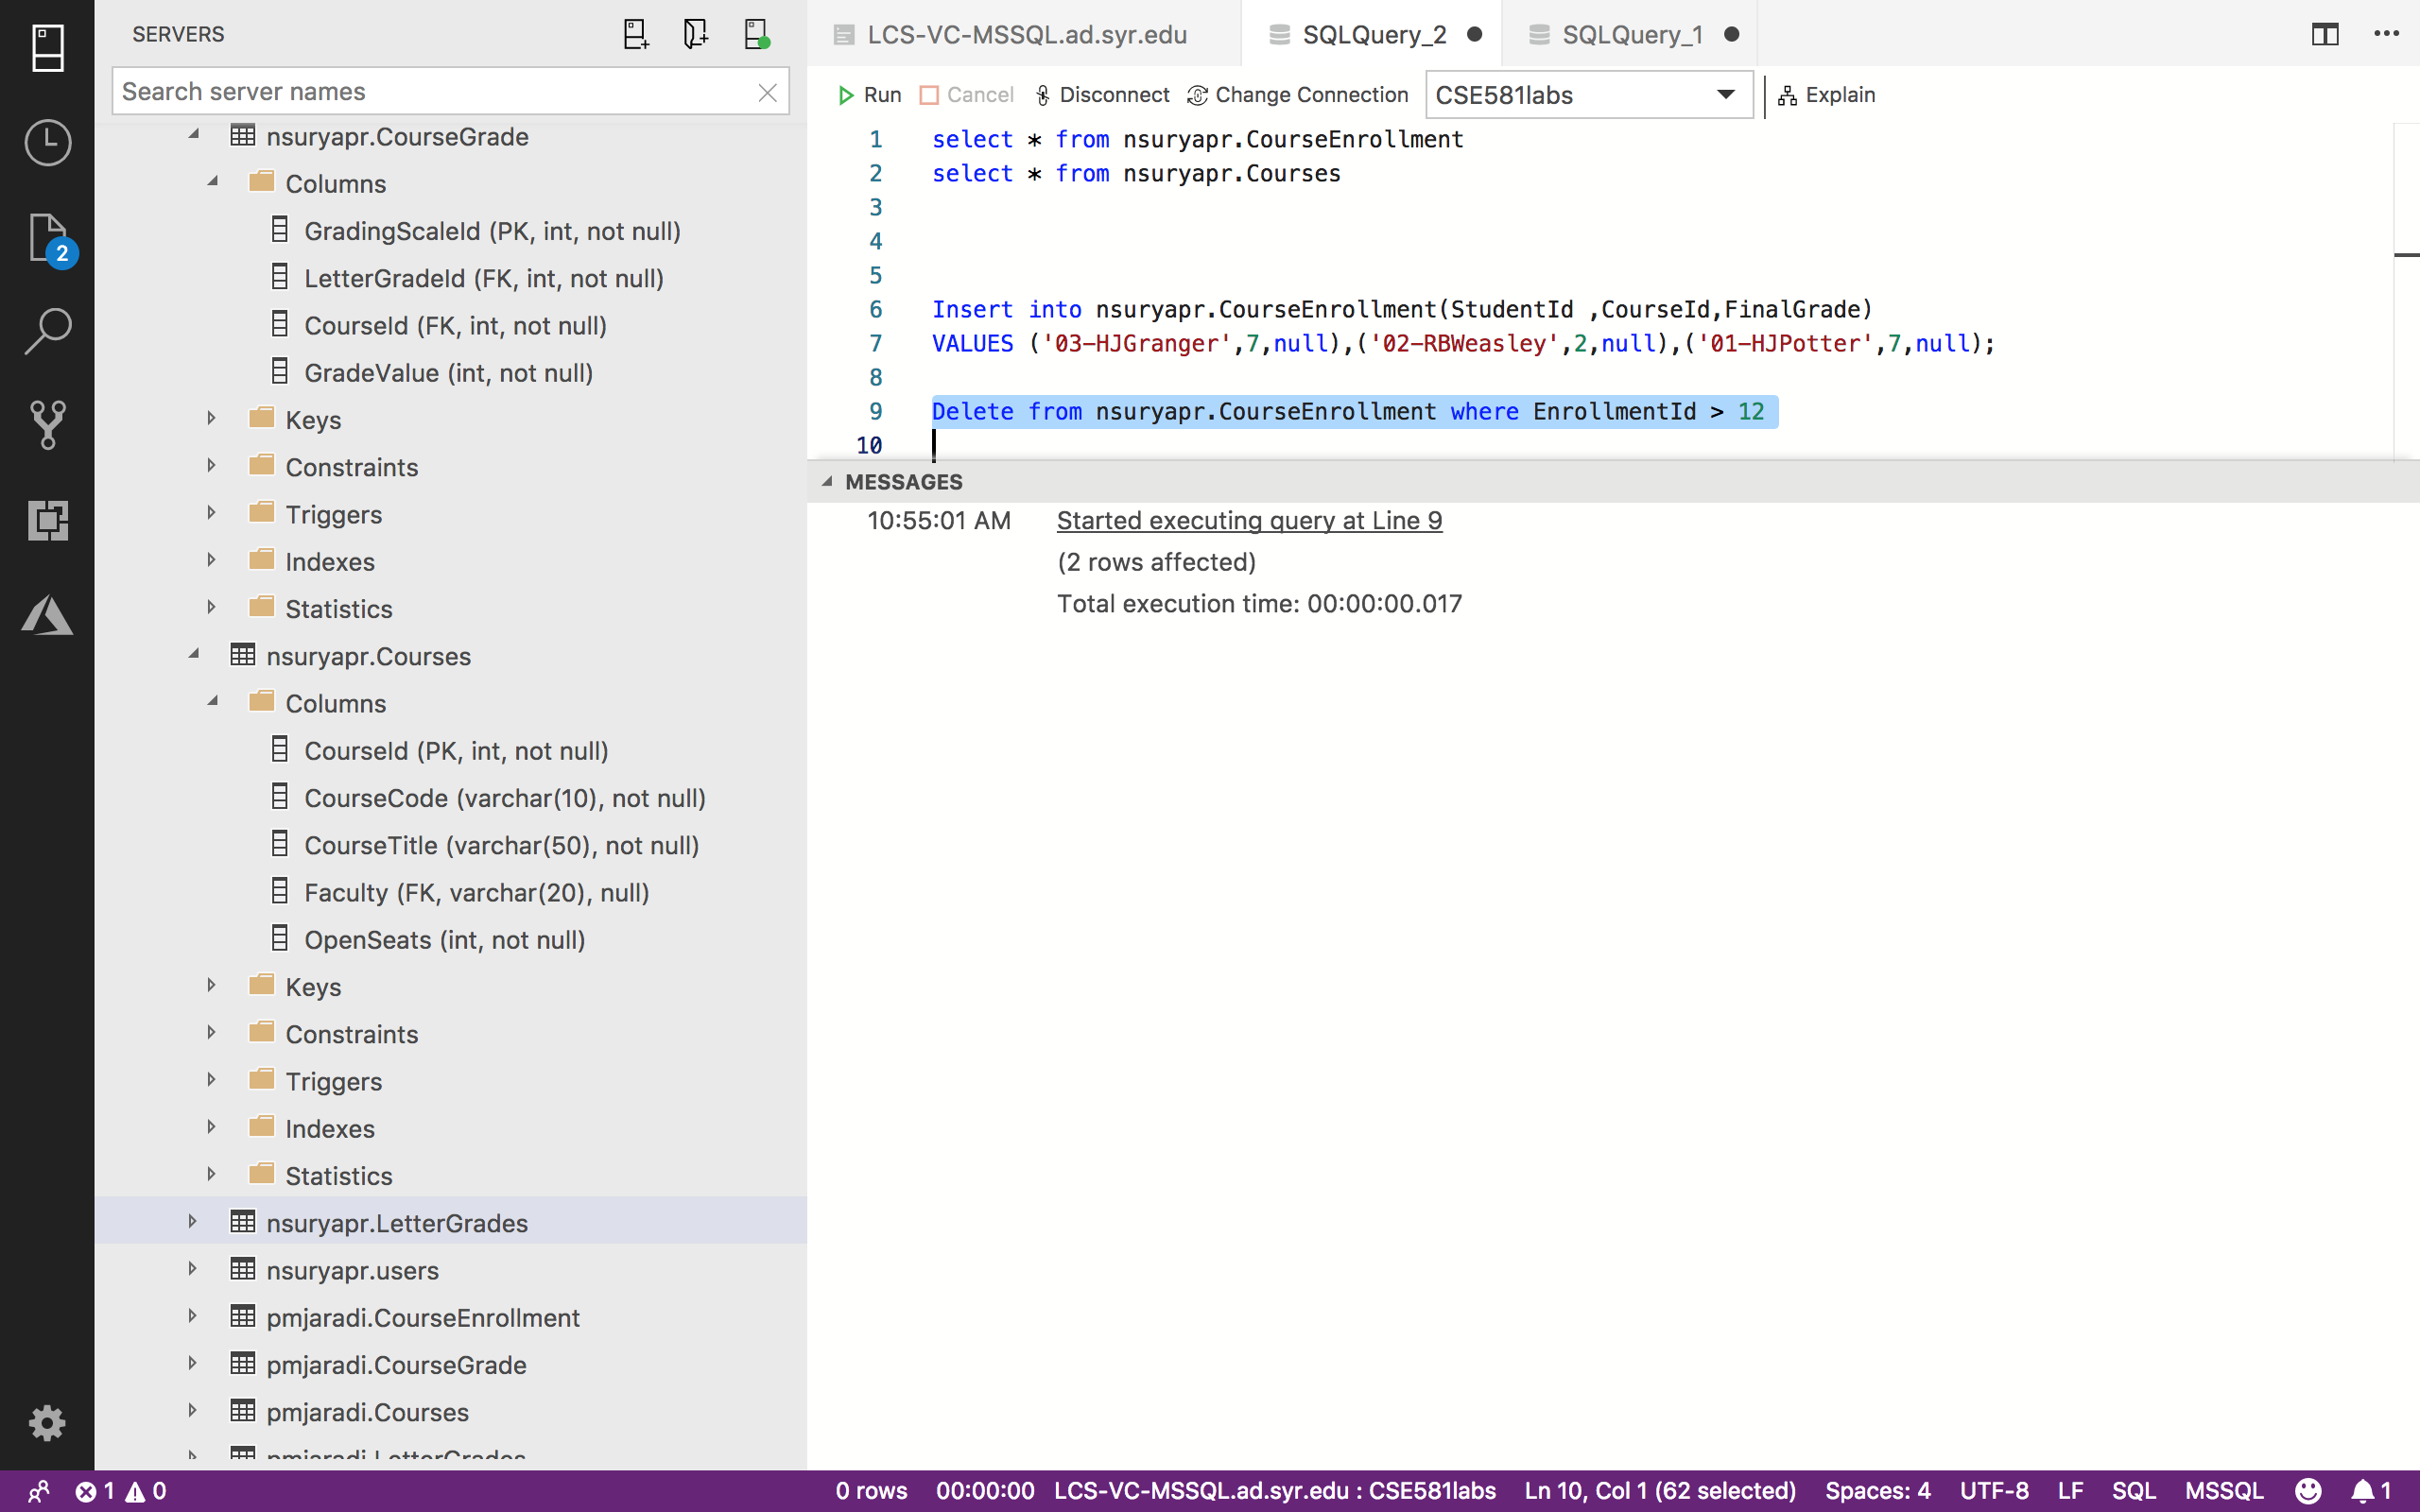 SERVERS
Search server names
nsuryapr.CourseGrade
Columns
GradingScaleId (PK, int, not null)
LetterGradeId (FK, int, not null)
CourseId (FK, int, not null)
GradeValue (int, not null)
Keys
Constraints
Triggers
Indexes
Statistics
nsuryapr.Courses
Columns
CourseId (PK, int, not null)
CourseCode (varchar(10), not null)
CourseTitle (varchar(50), not null)
Faculty (FK, varchar(20), null)
OpenSeats (int, not null)
Keys
Constraints
Triggers
Indexes
Statistics
nsuryapr.LetterGrades
nsuryapr.users
pmjaradi.CourseEnrollment
pmjaradi.CourseGrade
pmjaradi.Courses
pmjaradi.LetterGrades
2
LCS-VC-MSSQL.ad.syr.edu SQLQuery_2 SQLQuery_1
Run Cancel Disconnect Change Connection CSE581labs Explain
1 select * from nsuryapr.CourseEnrollment
2 select * from nsuryapr.Courses
3
4
5
6 Insert into nsuryapr.CourseEnrollment(StudentId ,CourseId,FinalGrade)
7 VALUES ('03-HJGranger',7,null),('02-RBWeasley',2,null),('01-HJPotter',7,null);
8
9 Delete from nsuryapr.CourseEnrollment where EnrollmentId > 12
10
MESSAGES
10:55:01 AM Started executing query at Line 9
(2 rows affected)
Total execution time: 00:00:00.017
1 0 0 rows 00:00:00 LCS-VC-MSSQL.ad.syr.edu : CSE581labs Ln 10, Col 1 (62 selected) Spaces: 4 UTF-8 LF SQL MSSQL 1